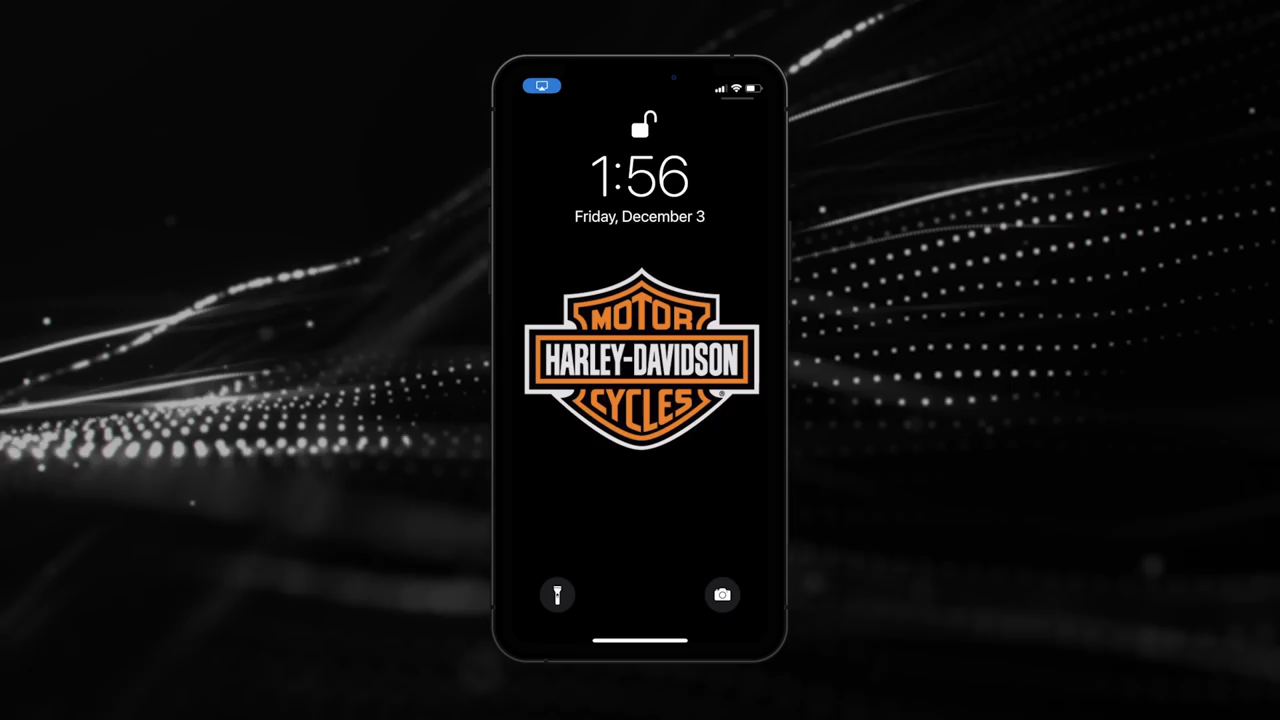 1:56
Friday, December 3
MOTOR
HARLEY-DAVIDSON
CYCLES
®